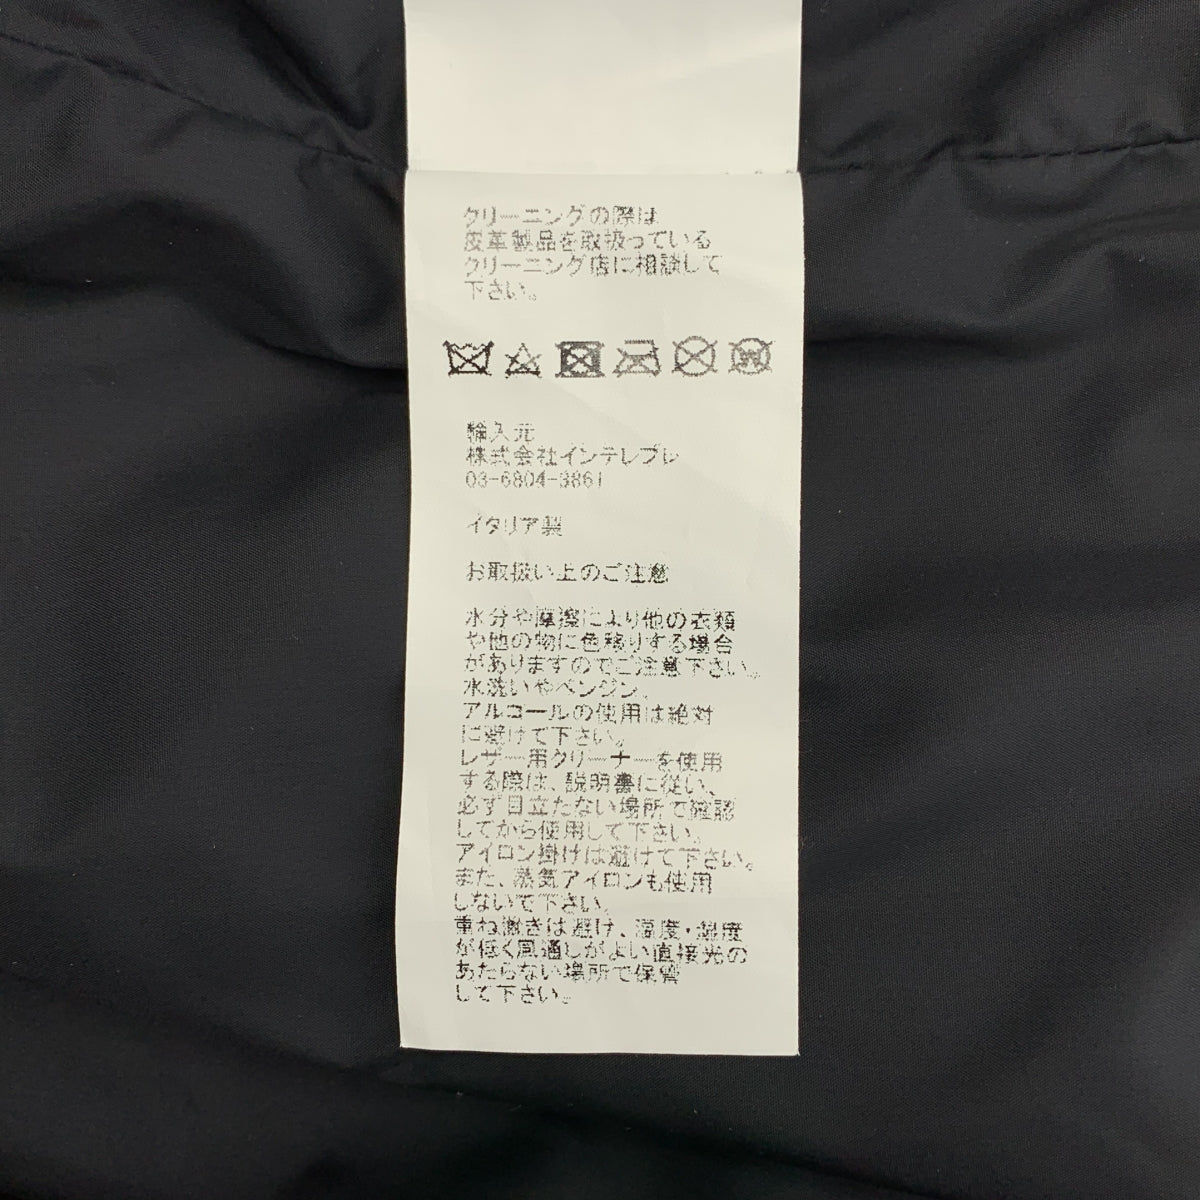 クリーニングの際は
皮革製品を取扱っている
クリーニング店に相談して
下さい。
W
輸入元
株式会社インテレプレ
03-6804-3861
イタリア製
お取扱い上のご注意
水分や摩擦により他の衣類
や他の物に色移りする場合
がありますのでご注意下さい。
水洗いやベンジン、
アルコールの使用は絶対
に避けて下さい。
レザー用クリーナーを使用
する際は、説明書に従い、
必ず目立たない場所で確認
してから使用して下さい。
アイロン掛けは避けて下さい。
また、蒸気アイロンも使用
しないで下さい。
重ね置きは避け、温度・湿度
が低く風通しがよい直接光の
あたらない場所で保管
して下さい。